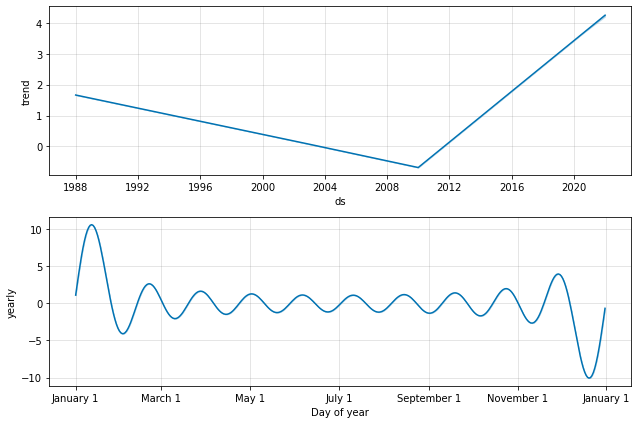 4
3
2
1
0
trend
1988 1992 1996 2000 2004 2008 2012 2016 2020
ds
10
5
0
−5
−10
yearly
January 1 March 1 May 1 July 1 September 1 November 1 January 1
Day of year